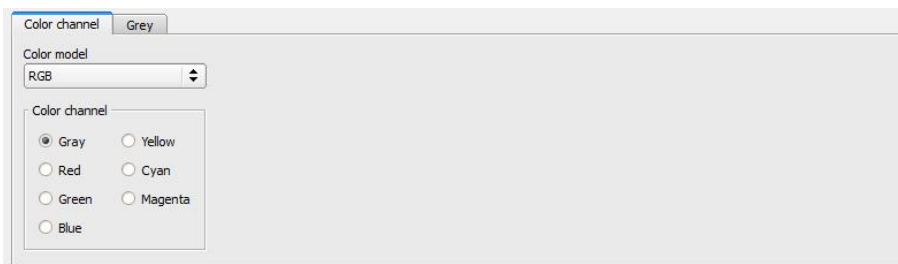 Color channel Grey
Color model
RGB
Color channel
Gray Yellow
Red Cyan
Green Magenta
Blue